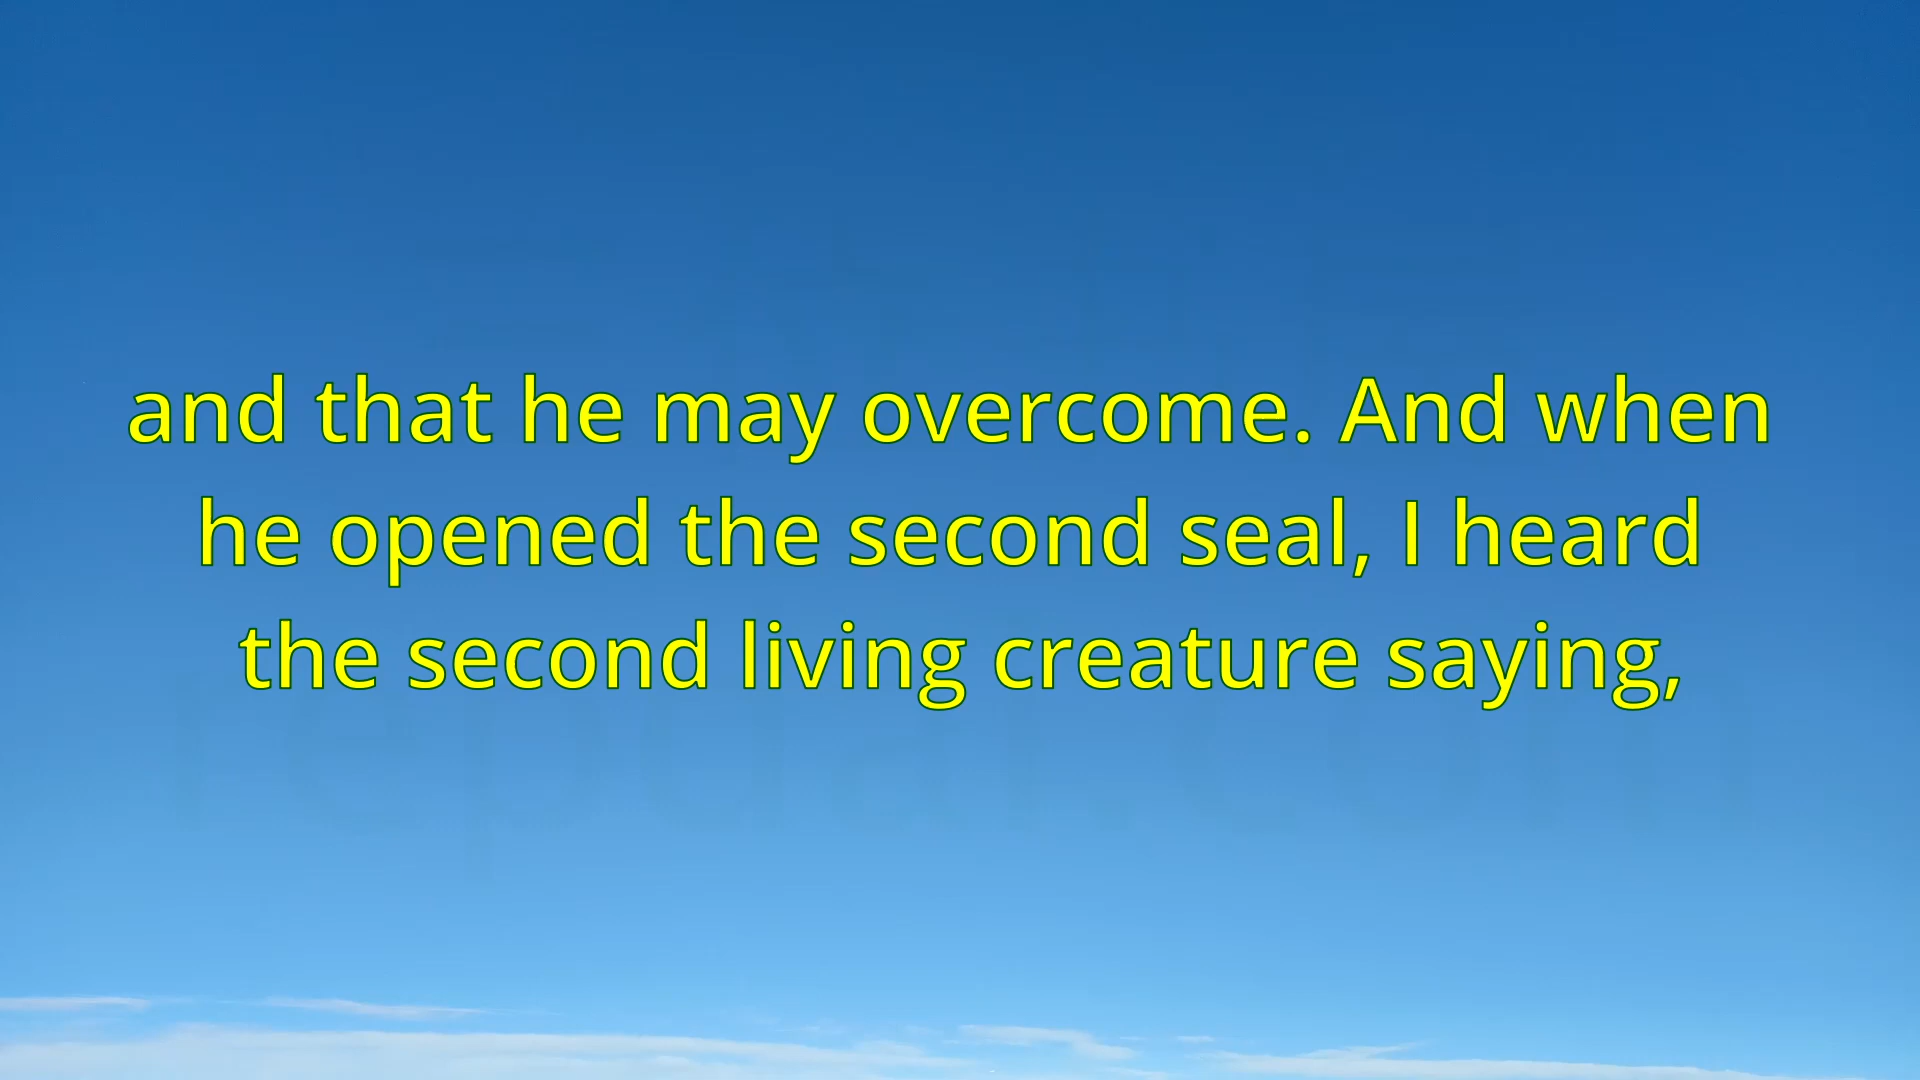 and that he may overcome. And when
he opened the second seal, I heard
the second living creature saying,